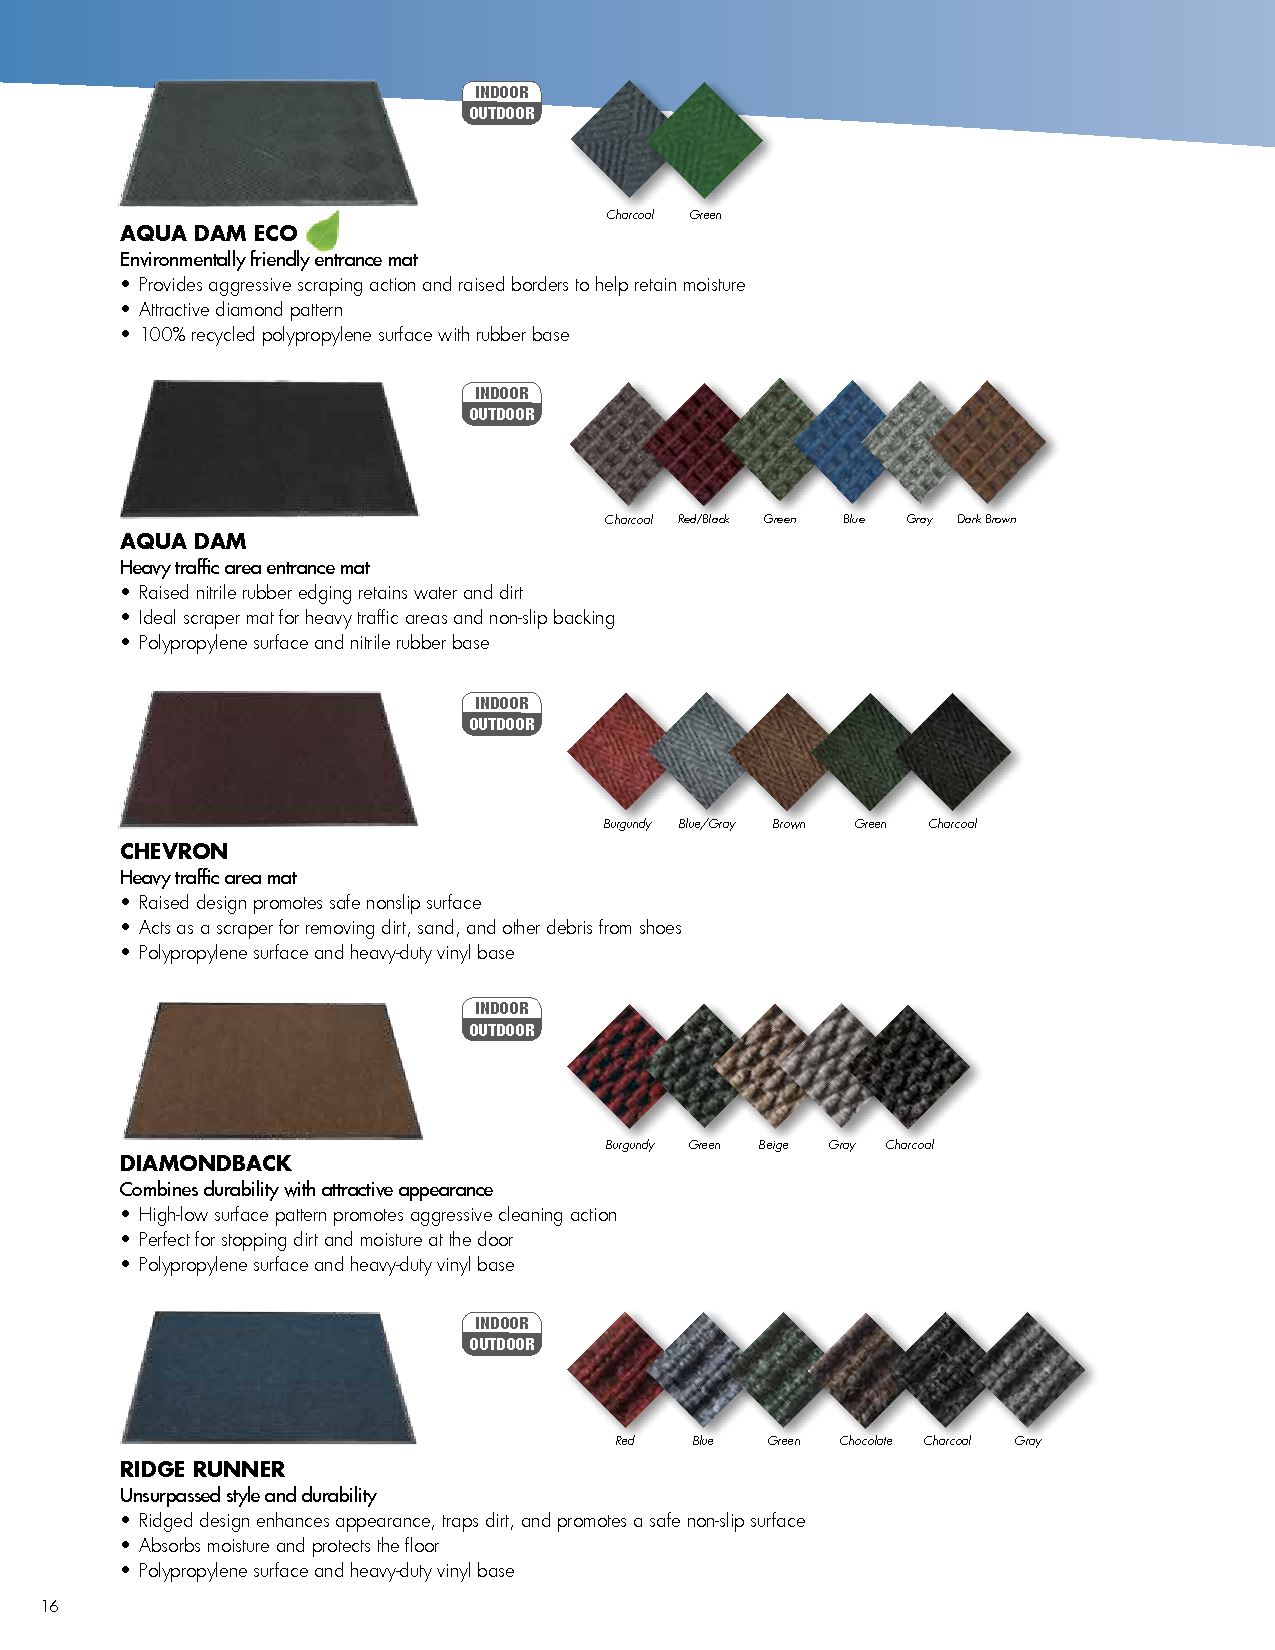 INDOOR
OUTDOOR
Charcoal Green
AQUA DAM ECO
Environmentally friendly entrance mat
• Provides aggressive scraping action and raised borders to help retain moisture
• Attractive diamond pattern
• 100% recycled polypropylene surface with rubber base
INDOOR
OUTDOOR
Charcoal Red/Black Green Blue Gray Dark Brown
AQUA DAM
Heavy traffic area entrance mat
• Raised nitrile rubber edging retains water and dirt
• Ideal scraper mat for heavy traffic areas and non-slip backing
• Polypropylene surface and nitrile rubber base
INDOOR
OUTDOOR
Burgundy Blue/Gray Brown Green Charcoal
CHEVRON
Heavy traffic area mat
• Raised design promotes safe nonslip surface
• Acts as a scraper for removing dirt, sand, and other debris from shoes
• Polypropylene surface and heavy-duty vinyl base
INDOOR
OUTDOOR
Burgundy Green Beige Gray Charcoal
DIAMONDBACK
Combines durability with attractive appearance
• High-low surface pattern promotes aggressive cleaning action
• Perfect for stopping dirt and moisture at the door
• Polypropylene surface and heavy-duty vinyl base
INDOOR
OUTDOOR
Red Blue Green Chocolate Charcoal Gray
RIDGE RUNNER
Unsurpassed style and durability
• Ridged design enhances appearance, traps dirt, and promotes a safe non-slip surface
• Absorbs moisture and protects the floor
• Polypropylene surface and heavy-duty vinyl base
16